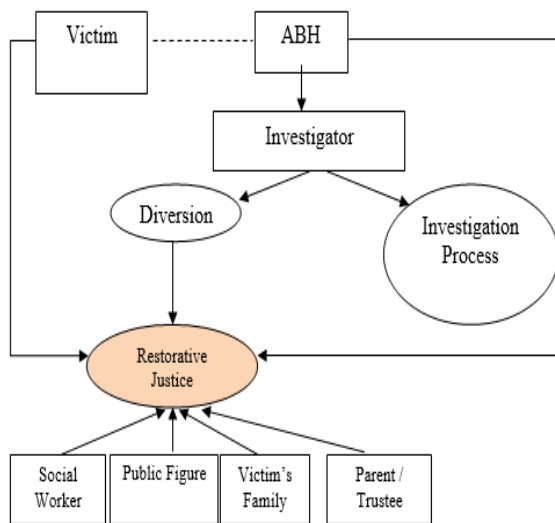 Victim
ABH
Investigator
Diversion
Investigation
Process
Restorative
Justice
Social
Worker
Public Figure
Victim's
Family
Parent /
Trustee